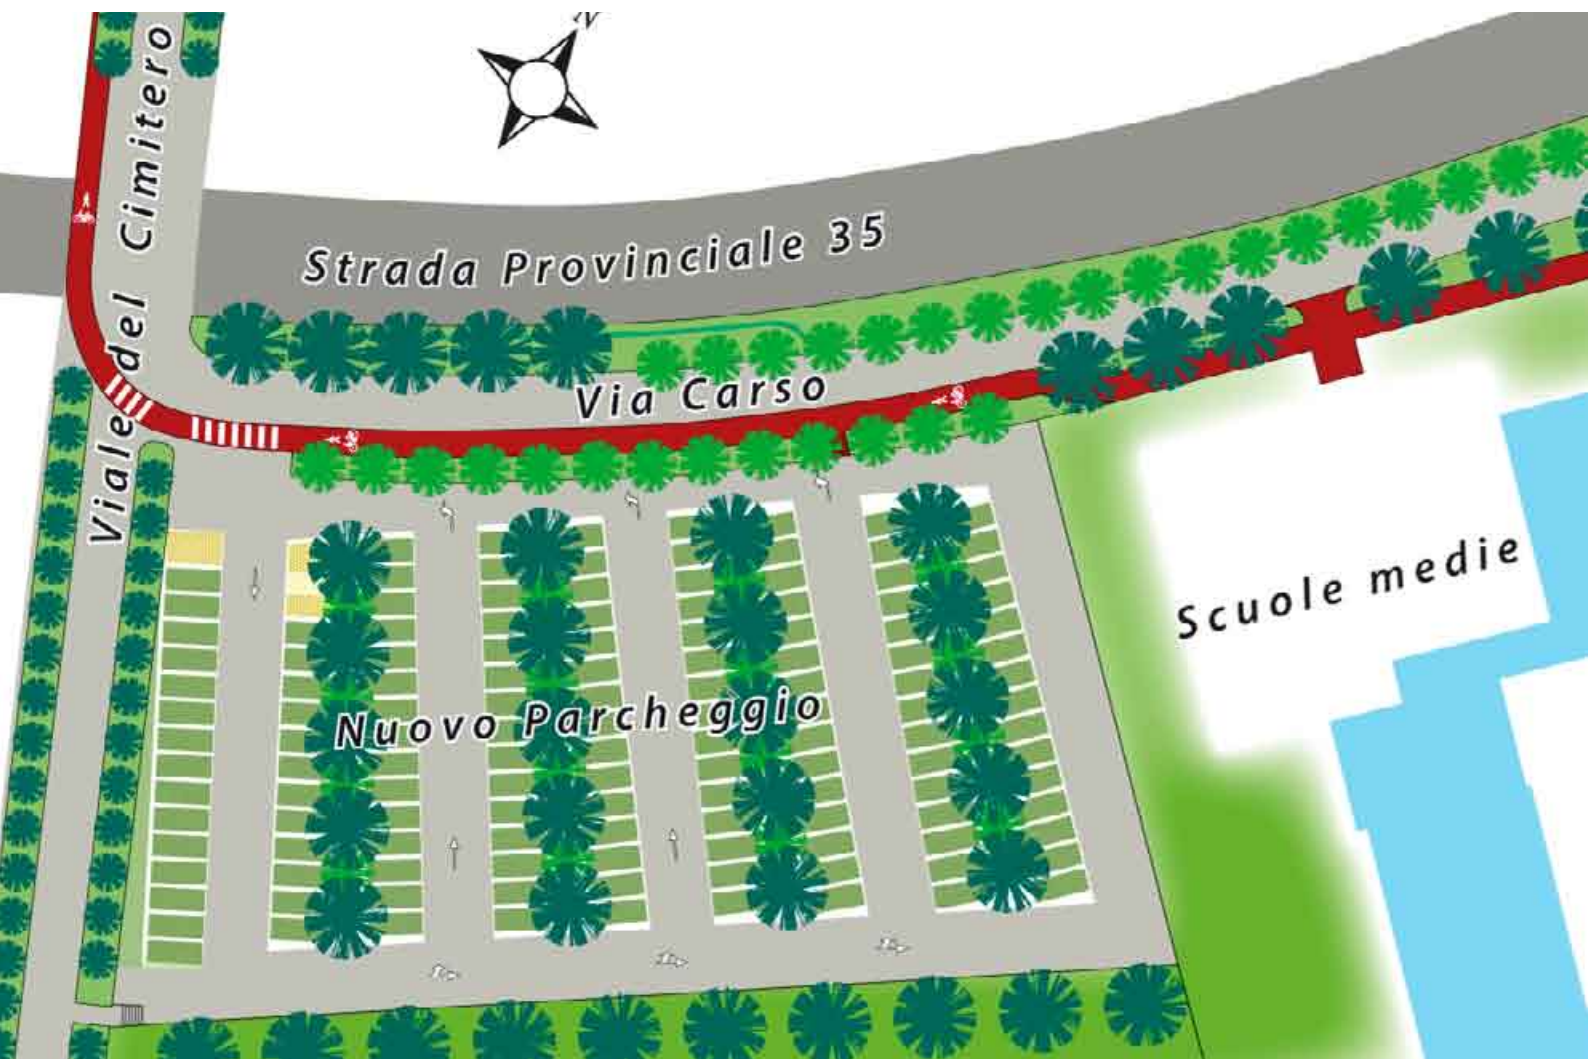 N
Viale del Cimitero
Strada Provinciale 35
Via Carso
Scuole medie
Nuovo Parcheggio